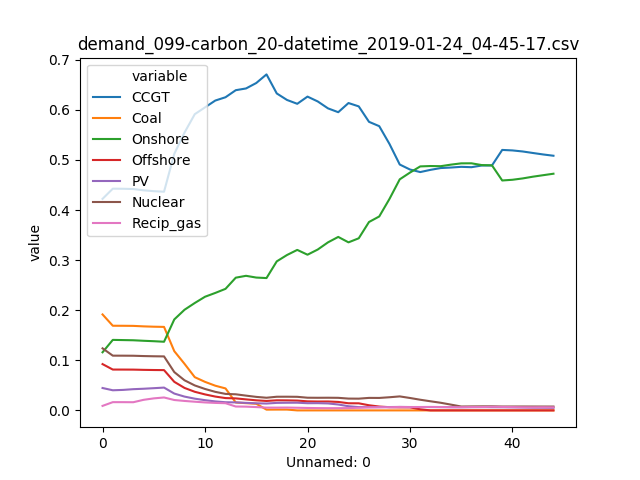 demand_099-carbon_20-datetime_2019-01-24_04-45-17.csv
0.7
0.6
0.5
0.4
0.3
0.2
0.1
0.0
value
variable
CCGT
Coal
Onshore
Offshore
PV
Nuclear
Recip_gas
0 10 20 30 40
Unnamed: 0